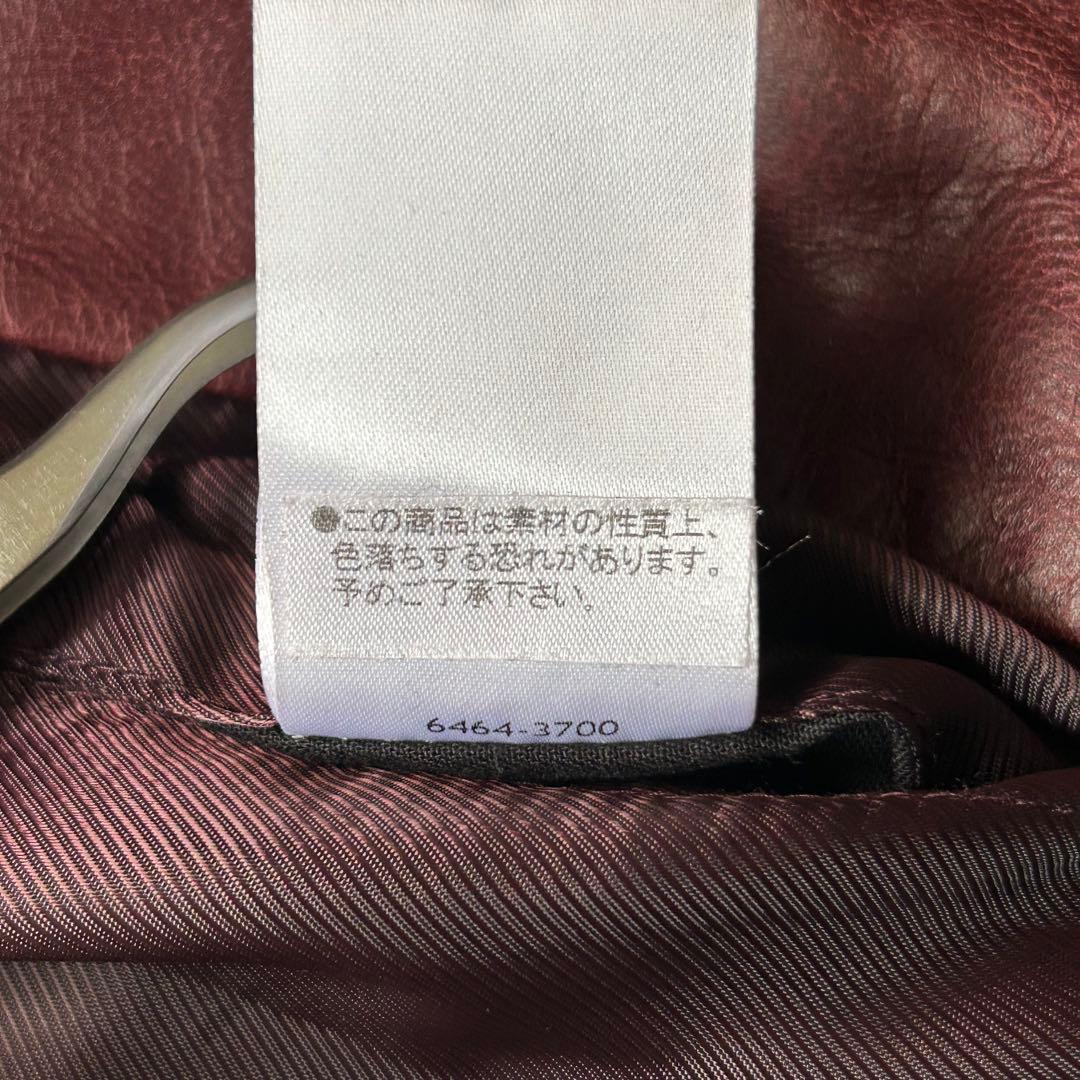 ●この商品は素材の性質上、
色落ちする恐れがあります。
予めご了承下さい。
6464-3700